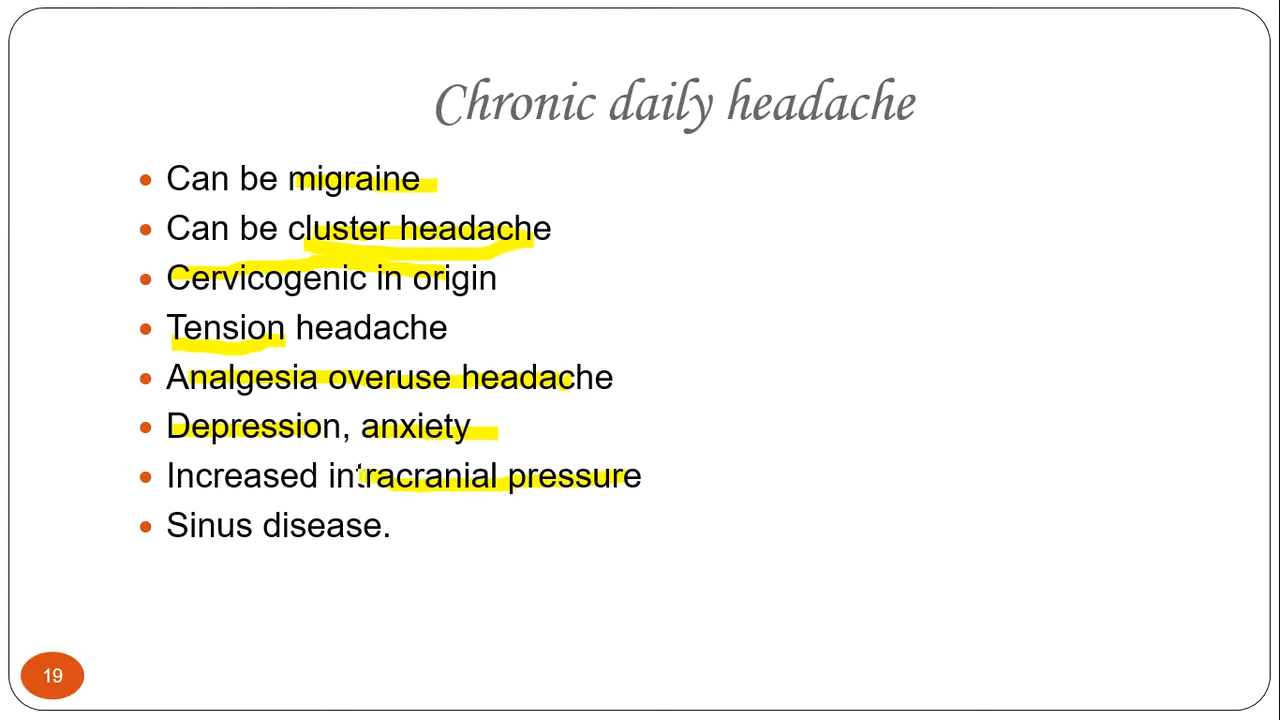 Chronic daily headache
• Can be migraine
• Can be cluster headache
• Cervicogenic in origin
• Tension headache
• Analgesia overuse headache
• Depression, anxiety
• Increased intracranial pressure
• Sinus disease.
19